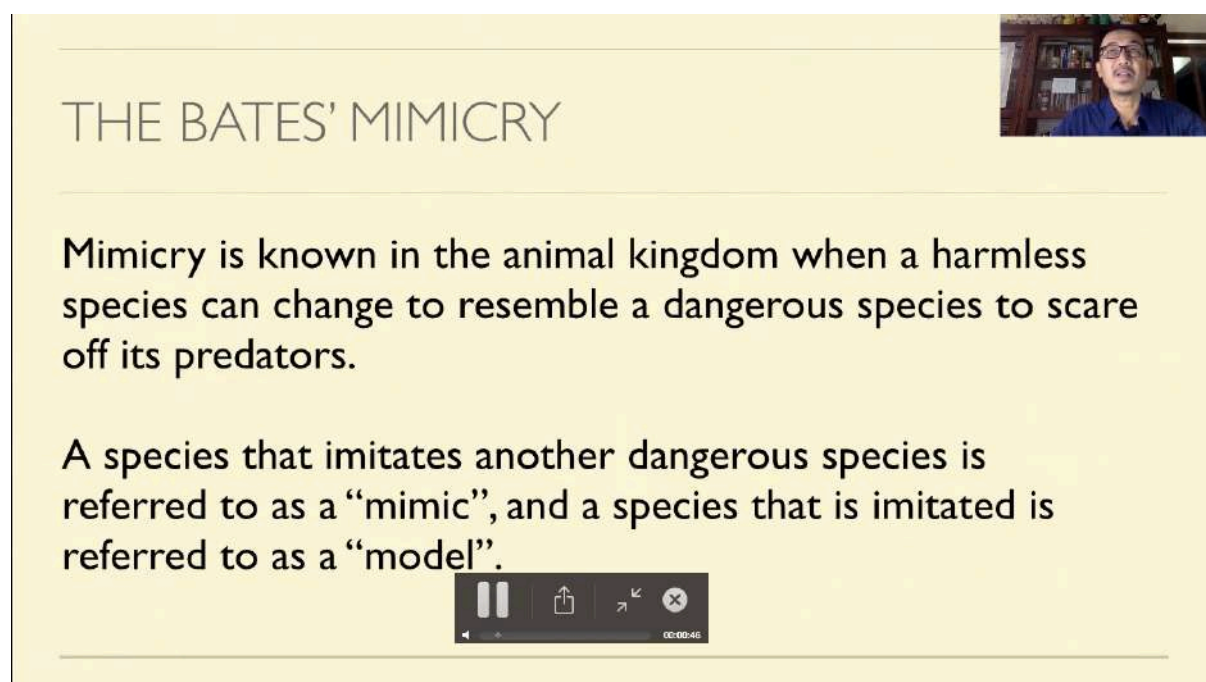 THE BATES' MIMICRY
Mimicry is known in the animal kingdom when a harmless
species can change to resemble a dangerous species to scare
off its predators.
A species that imitates another dangerous species is
referred to as a “mimic”, and a species that is imitated is
referred to as a “model”.
00:00:46